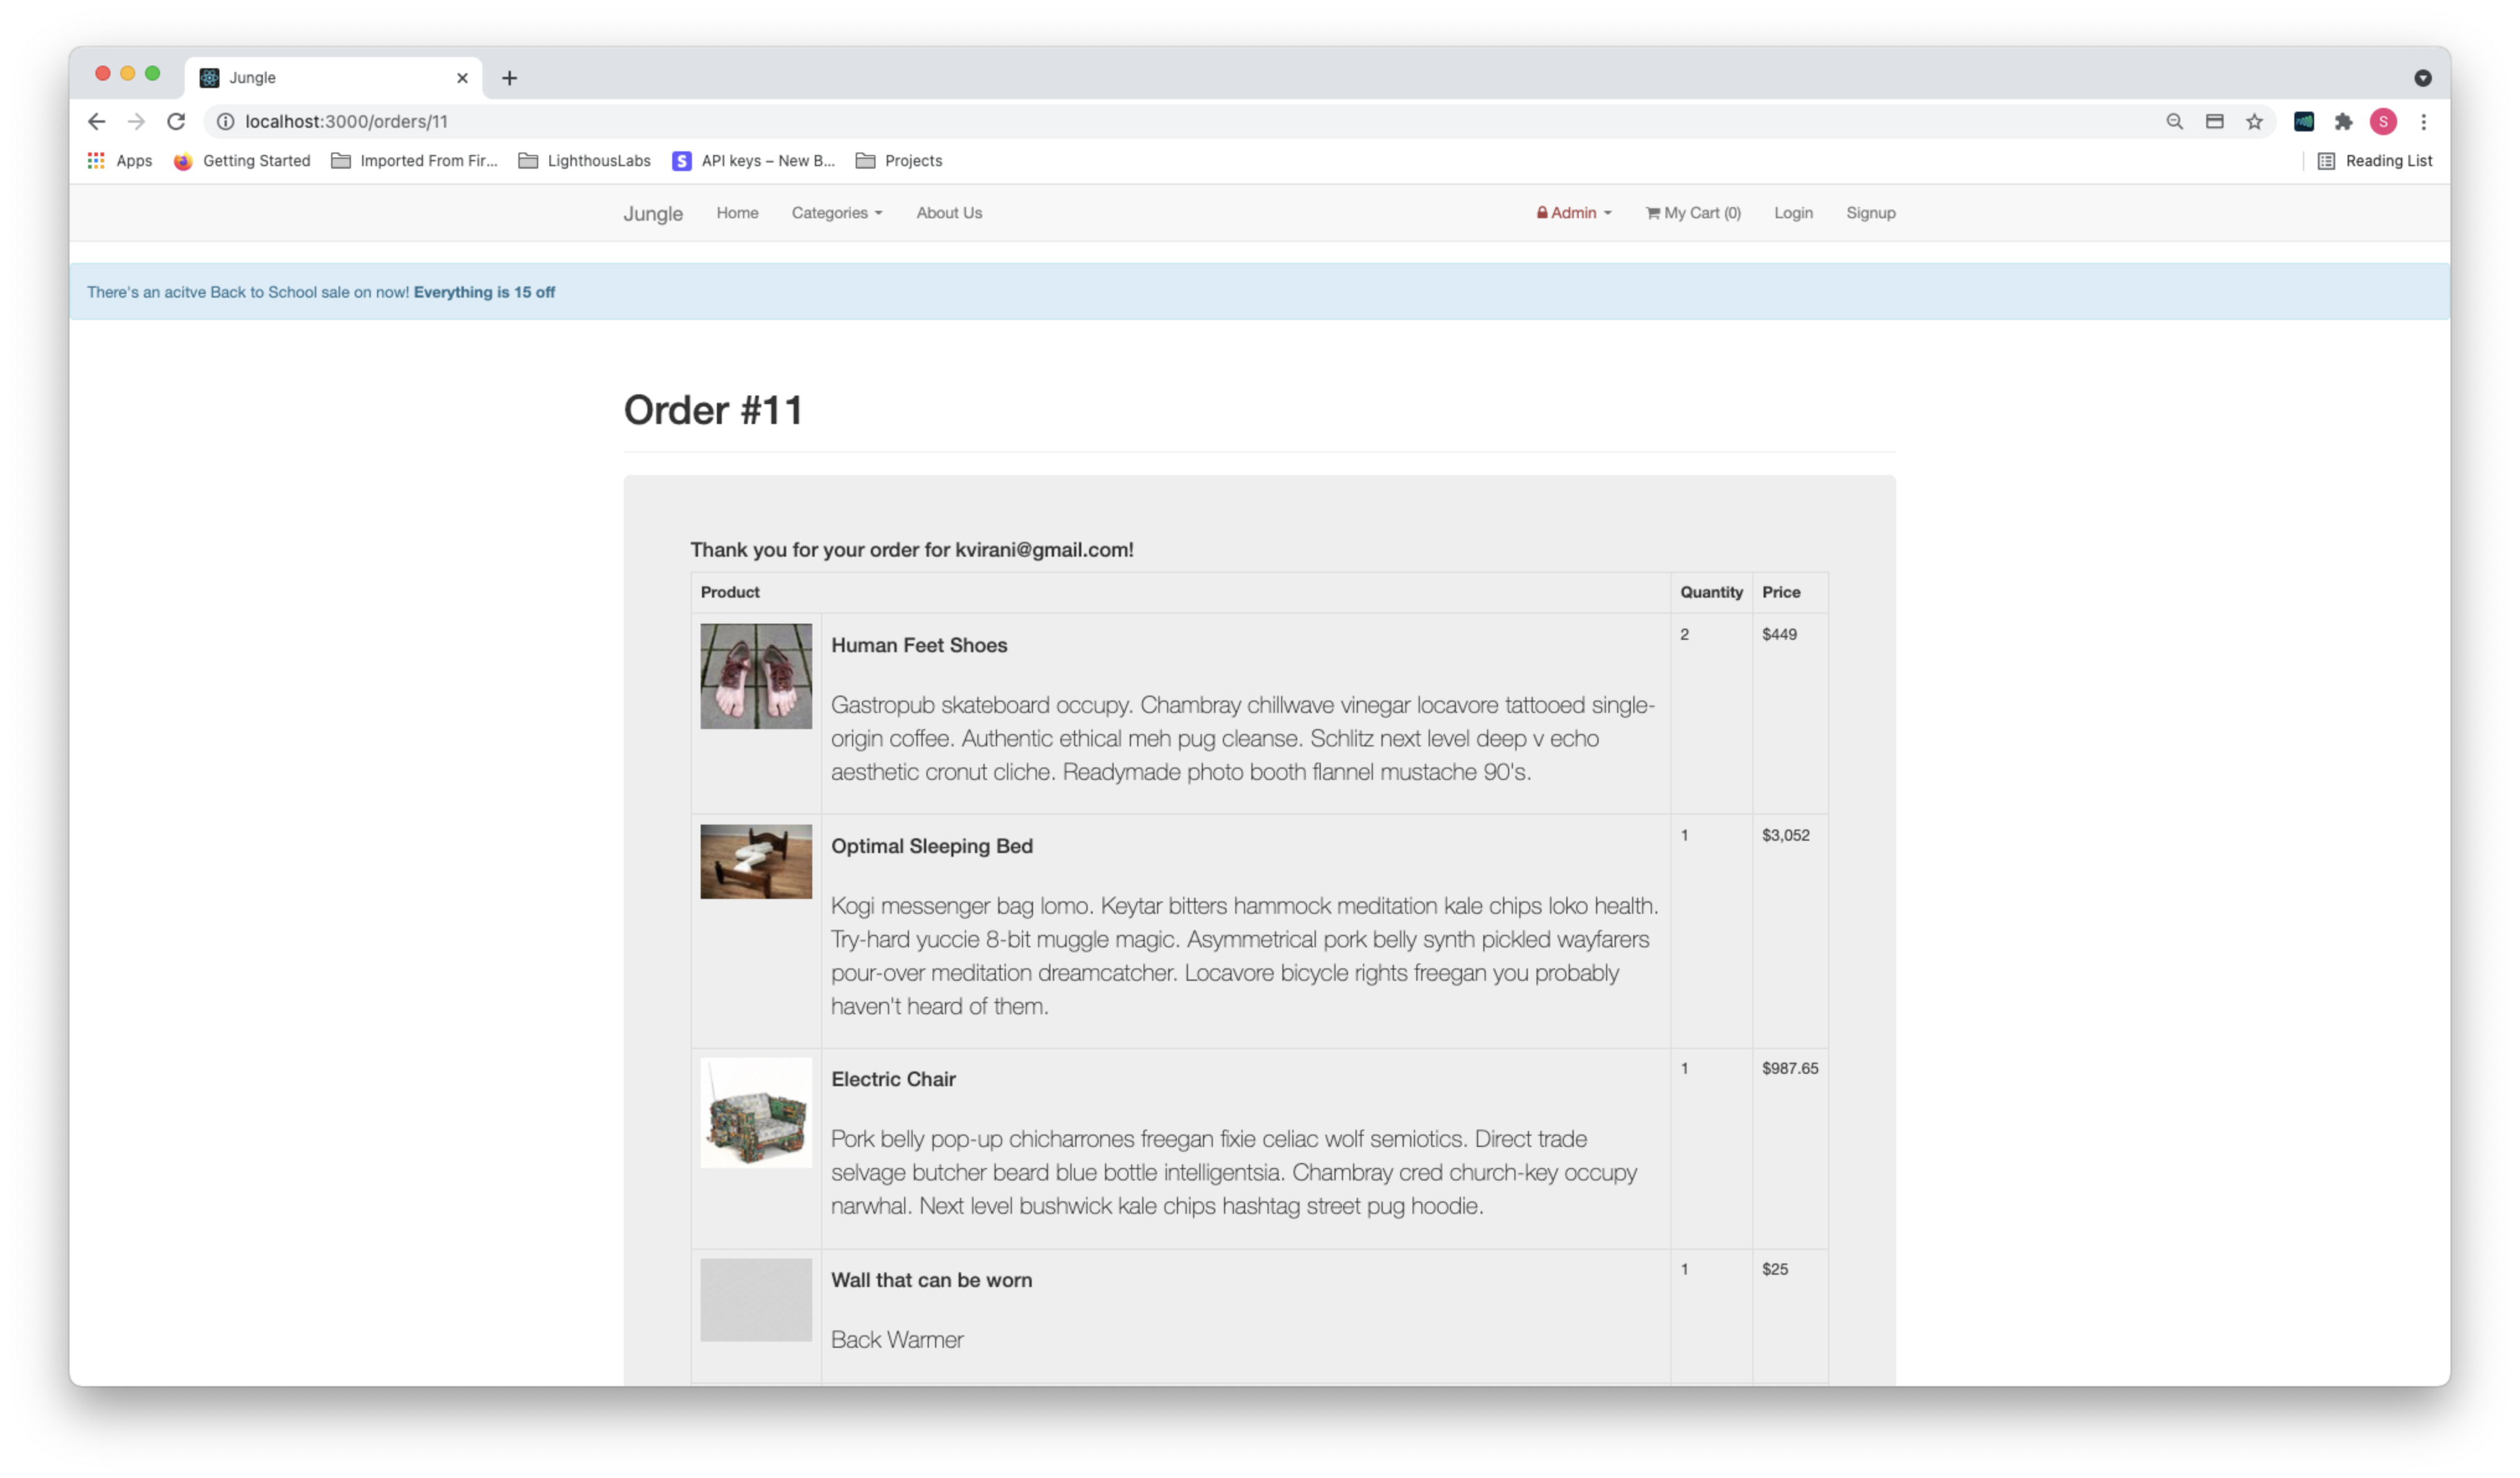 Jungle
localhost:3000/orders/11
S
Apps
Getting Started
Imported From Fir...
LighthousLabs
S
API keys – New B...
Projects
Reading List
Jungle
Home
Categories
About Us
Admin
My Cart (0)
Login
Signup
There's an acitve Back to School sale on now! Everything is 15 off
Order #11
Thank you for your order for kvirani@gmail.com!
Product
Quantity
Price
Human Feet Shoes
2
$449
Gastropub skateboard occupy. Chambray chillwave vinegar locavore tattooed single-
origin coffee. Authentic ethical meh pug cleanse. Schlitz next level deep v echo
aesthetic cronut cliche. Readymade photo booth flannel mustache 90's.
Optimal Sleeping Bed
1
$3,052
Kogi messenger bag lomo. Keytar bitters hammock meditation kale chips loko health.
Try-hard yuccie 8-bit muggle magic. Asymmetrical pork belly synth pickled wayfarers
pour-over meditation dreamcatcher. Locavore bicycle rights freegan you probably
haven't heard of them.
Electric Chair
1
$987.65
Pork belly pop-up chicharrones freegan fixie celiac wolf semiotics. Direct trade
selvage butcher beard blue bottle intelligentsia. Chambray cred church-key occupy
narwhal. Next level bushwick kale chips hashtag street pug hoodie.
Wall that can be worn
1
$25
Back Warmer